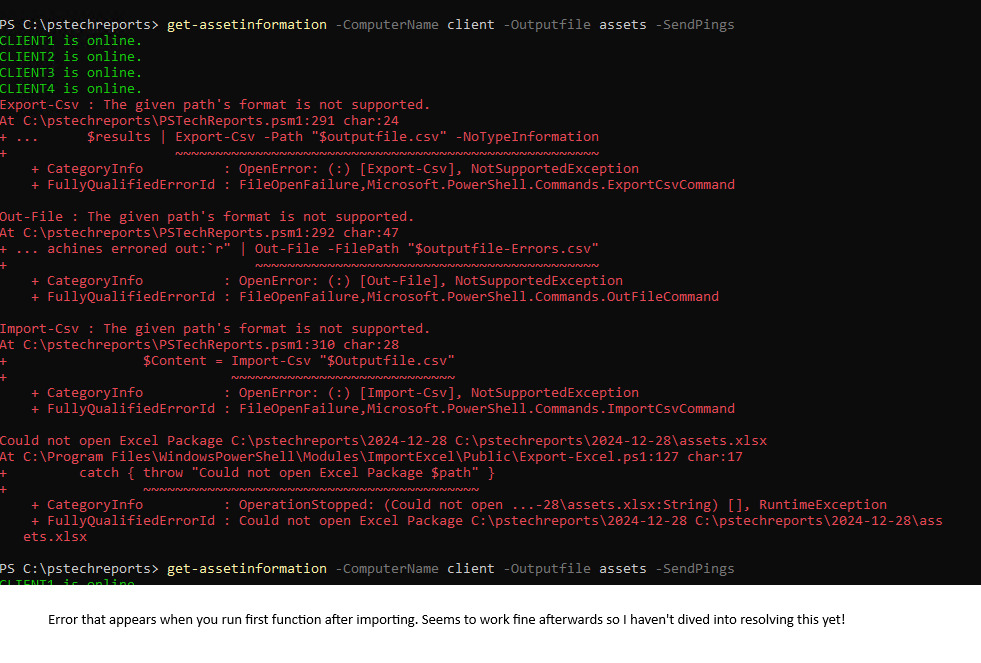 PS C:\pstechreports> get-assetinformation -ComputerName client -Outputfile assets -SendPings
CLIENT1 is online.
CLIENT2 is online.
CLIENT3 is online.
CLIENT4 is online.
Export-Csv : The given path's format is not supported.
At C:\pstechreports\PSTechReports.psm1:291 char:24
+ ...      $results | Export-Csv -Path "$outputfile.csv" -NoTypeInformation
+                     ~~~~~~~~~~~~~~~~~~~~~~~~~~~~~~~~~~~~~~~~~~~~~~~~~~~~~
    + CategoryInfo          : OpenError: (:) [Export-Csv], NotSupportedException
    + FullyQualifiedErrorId : FileOpenFailure,Microsoft.PowerShell.Commands.ExportCsvCommand
Out-File : The given path's format is not supported.
At C:\pstechreports\PSTechReports.psm1:292 char:47
+ ... achines errored out:`r" | Out-File -FilePath "$outputfile-Errors.csv"
+                               ~~~~~~~~~~~~~~~~~~~~~~~~~~~~~~~~~~~~~~~~~~~
    + CategoryInfo          : OpenError: (:) [Out-File], NotSupportedException
    + FullyQualifiedErrorId : FileOpenFailure,Microsoft.PowerShell.Commands.OutFileCommand
Import-Csv : The given path's format is not supported.
At C:\pstechreports\PSTechReports.psm1:310 char:28
+                 $Content = Import-Csv "$Outputfile.csv"
+                            ~~~~~~~~~~~~~~~~~~~~~~~~~~~~
    + CategoryInfo          : OpenError: (:) [Import-Csv], NotSupportedException
    + FullyQualifiedErrorId : FileOpenFailure,Microsoft.PowerShell.Commands.ImportCsvCommand
Could not open Excel Package C:\pstechreports\2024-12-28 C:\pstechreports\2024-12-28\assets.xlsx
At C:\Program Files\WindowsPowerShell\Modules\ImportExcel\Public\Export-Excel.ps1:127 char:17
+         catch { throw "Could not open Excel Package $path" }
+                 ~~~~~~~~~~~~~~~~~~~~~~~~~~~~~~~~~~~~~~~~~~
    + CategoryInfo          : OperationStopped: (Could not open ...-28\assets.xlsx:String) [], RuntimeException
    + FullyQualifiedErrorId : Could not open Excel Package C:\pstechreports\2024-12-28 C:\pstechreports\2024-12-28\ass
   ets.xlsx
PS C:\pstechreports> get-assetinformation -ComputerName client -Outputfile assets -SendPings
CLIENT1 is online.
Error that appears when you run first function after importing. Seems to work fine afterwards so I haven't dived into resolving this yet!